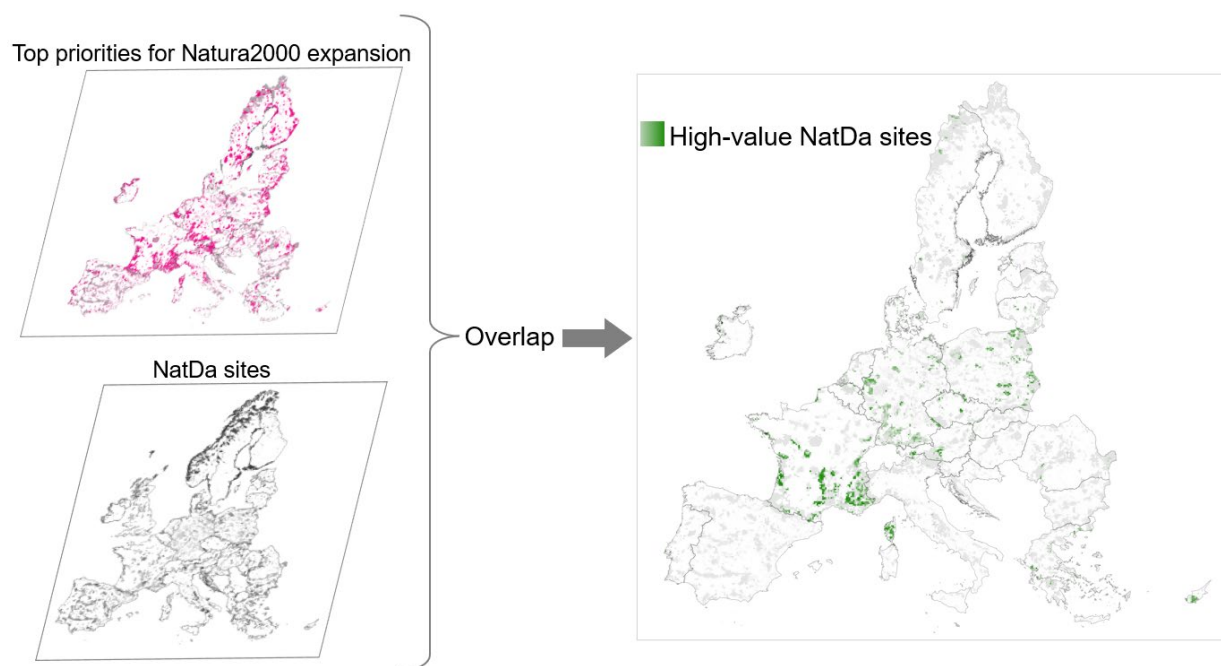 Top priorities for Natura2000 expansion
NatDa sites
Overlap
High-value NatDa sites